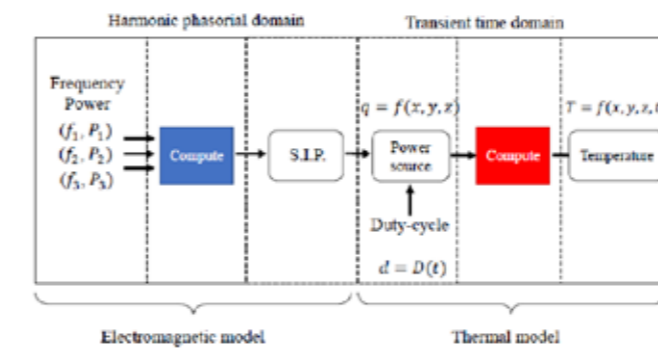 Harmonic phasorial domain
Transient time domain
Frequency
Power
(f₁, P₁)
(f₂, P₂)
(f₃, P₃)
Compute
S.I.P.
q = f(x, y, z)
Power
source
Duty-cycle
d = D(t)
Compute
T = f(x, y, z, t
Temperature
Electromagnetic model
Thermal model